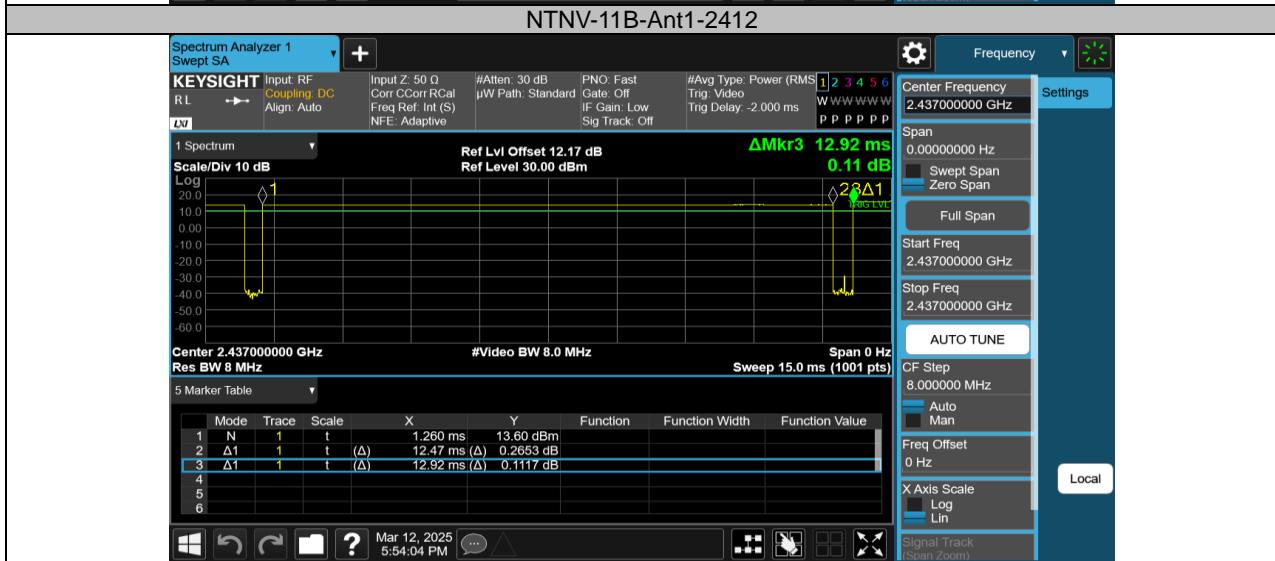 NTNV-11B-Ant1-2412
Spectrum Analyzer 1
Swept SA
Frequency
KEYSIGHT
RL
LXI
Input: RF
Coupling: DC
Align: Auto
Input Z: 50 Ω
Corr CCorr RCal
Freq Ref: Int (S)
NFE: Adaptive
#Atten: 30 dB
µW Path: Standard
PNO: Fast
Gate: Off
IF Gain: Low
Sig Track: Off
#Avg Type: Power (RMS
Trig: Video
Trig Delay: -2.000 ms
1 2 3 4 5 6
W W W W W W
P P P P P P
1 Spectrum
Scale/Div 10 dB
Ref Lvl Offset 12.17 dB
Ref Level 30.00 dBm
ΔMkr3 12.92 ms
0.11 dB
Log
20.0
10.0
0.00
-10.0
-20.0
-30.0
-40.0
-50.0
-60.0
1
2 3Δ1
TRIG LVL
Center 2.437000000 GHz
#Video BW 8.0 MHz
Span 0 Hz
Res BW 8 MHz
Sweep 15.0 ms (1001 pts)
5 Marker Table
Mode Trace Scale X Y Function Function Width Function Value
1 N 1 t 1.260 ms 13.60 dBm
2 Δ1 1 t (Δ) 12.47 ms (Δ) 0.2653 dB
3 Δ1 1 t (Δ) 12.92 ms (Δ) 0.1117 dB
4
5
6
Mar 12, 2025
5:54:04 PM
Center Frequency
2.437000000 GHz
Settings
Span
0.00000000 Hz
Swept Span
Zero Span
Full Span
Start Freq
2.437000000 GHz
Stop Freq
2.437000000 GHz
AUTO TUNE
CF Step
8.000000 MHz
Auto
Man
Freq Offset
0 Hz
X Axis Scale
Log
Lin
Signal Track
(Span Zoom)
Local